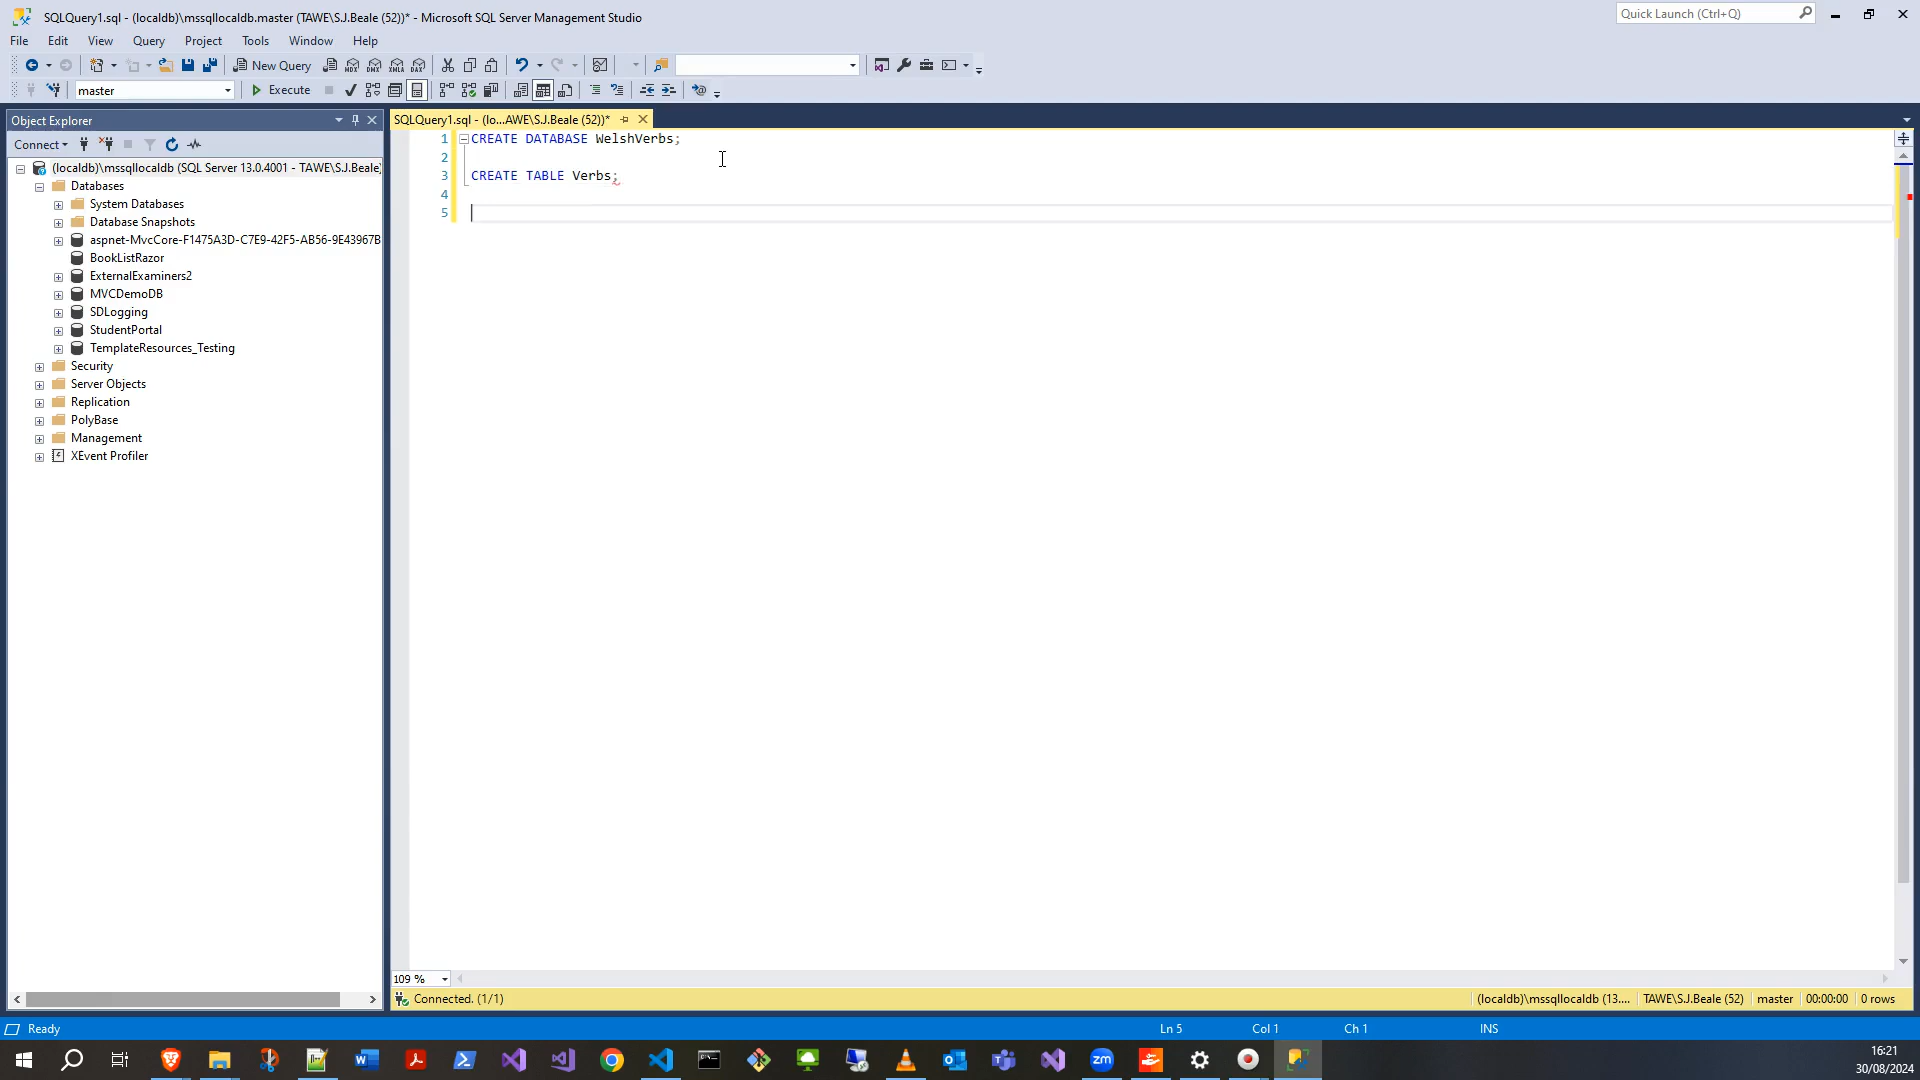 SQLQuery1.sql - (localdb)\mssqllocaldb.master (TAWE\S.J.Beale (52))* - Microsoft SQL Server Management Studio
Quick Launch (Ctrl+Q)
File Edit View Query Project Tools Window Help
New Query
master
Execute
Object Explorer
SQLQuery1.sql - (lo...AWE\S.J.Beale (52))*
Connect
(localdb)\mssqllocaldb (SQL Server 13.0.4001 - TAWE\S.J.Beale)
Databases
System Databases
Database Snapshots
aspnet-MvcCore-F1475A3D-C7E9-42F5-AB56-9E43967B
BookListRazor
ExternalExaminers2
MVCDemoDB
SDLogging
StudentPortal
TemplateResources_Testing
Security
Server Objects
Replication
PolyBase
Management
XEvent Profiler
1 CREATE DATABASE WelshVerbs;
2
3 CREATE TABLE Verbs;
4
5
109 %
Connected. (1/1)
(localdb)\mssqllocaldb (13.... TAWE\S.J.Beale (52) master 00:00:00 0 rows
Ready
Ln 5 Col 1 Ch 1 INS
16:21
30/08/2024